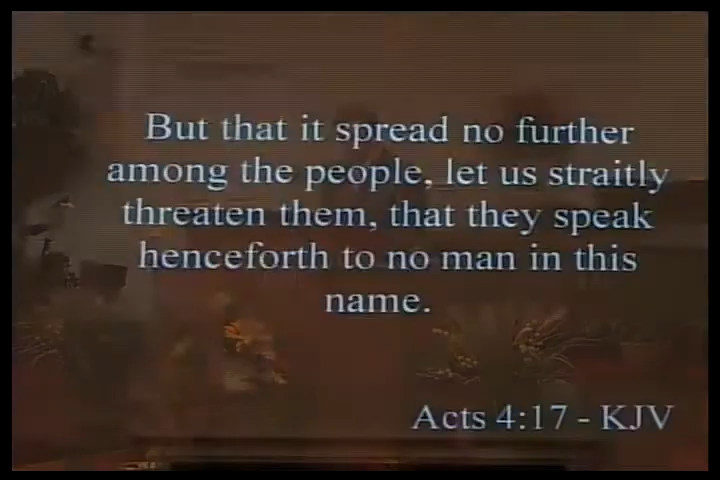 But that it spread no further
among the people, let us straitly
threaten them, that they speak
henceforth to no man in this
name.
Acts 4:17 - KJV